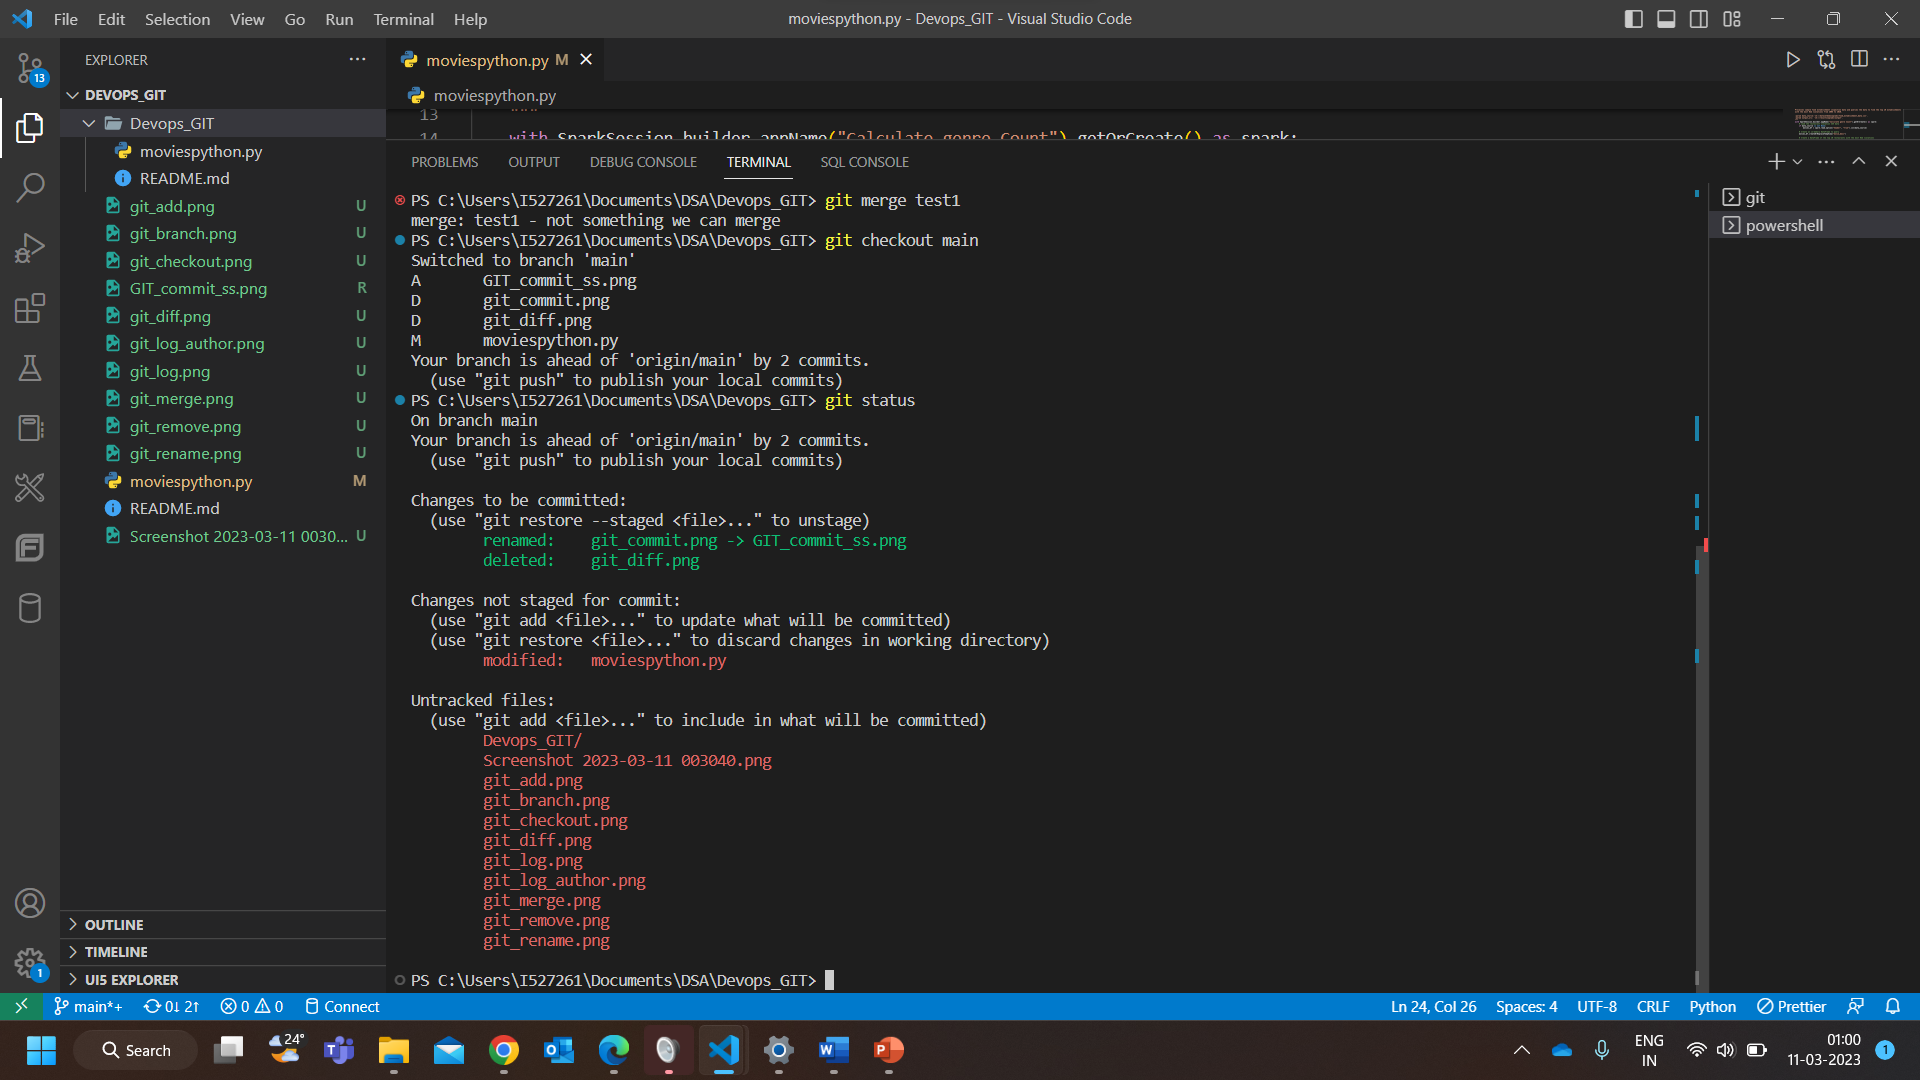 File Edit Selection View Go Run Terminal Help
moviespython.py - Devops_GIT - Visual Studio Code
13
EXPLORER
DEVOPS_GIT
Devops_GIT
moviespython.py
README.md
git_add.png U
git_branch.png U
git_checkout.png U
GIT_commit_ss.png R
git_diff.png U
git_log_author.png U
git_log.png U
git_merge.png U
git_remove.png U
git_rename.png U
moviespython.py M
README.md
Screenshot 2023-03-11 0030... U
OUTLINE
TIMELINE
UI5 EXPLORER
1
moviespython.py M
moviespython.py
13 """
14 with SparkSession.builder.appName("Calculate genre Count").getOrCreate() as spark:
PROBLEMS OUTPUT DEBUG CONSOLE TERMINAL SQL CONSOLE
PS C:\Users\I527261\Documents\DSA\Devops_GIT> git merge test1
merge: test1 - not something we can merge
PS C:\Users\I527261\Documents\DSA\Devops_GIT> git checkout main
Switched to branch 'main'
A GIT_commit_ss.png
D git_commit.png
D git_diff.png
M moviespython.py
Your branch is ahead of 'origin/main' by 2 commits.
(use "git push" to publish your local commits)
PS C:\Users\I527261\Documents\DSA\Devops_GIT> git status
On branch main
Your branch is ahead of 'origin/main' by 2 commits.
(use "git push" to publish your local commits)
Changes to be committed:
(use "git restore --staged <file>..." to unstage)
renamed: git_commit.png -> GIT_commit_ss.png
deleted: git_diff.png
Changes not staged for commit:
(use "git add <file>..." to update what will be committed)
(use "git restore <file>..." to discard changes in working directory)
modified: moviespython.py
Untracked files:
(use "git add <file>..." to include in what will be committed)
Devops_GIT/
Screenshot 2023-03-11 003040.png
git_add.png
git_branch.png
git_checkout.png
git_diff.png
git_log.png
git_log_author.png
git_merge.png
git_remove.png
git_rename.png
PS C:\Users\I527261\Documents\DSA\Devops_GIT>
git
powershell
main*+ 0↓ 2↑ 0 0 Connect
Ln 24, Col 26 Spaces: 4 UTF-8 CRLF Python Prettier
Search
24°
ENG
IN
01:00
11-03-2023
1